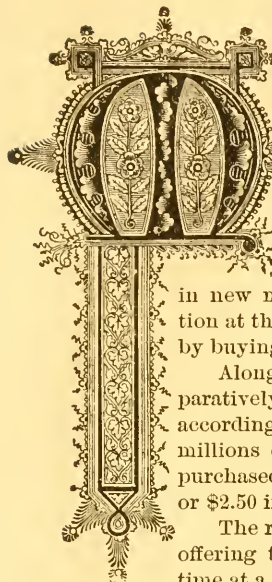 M
in new
tion at th
by buying
Along
paratively
according
millions
purchased
or $2.50 i
The r
offering t
time at a